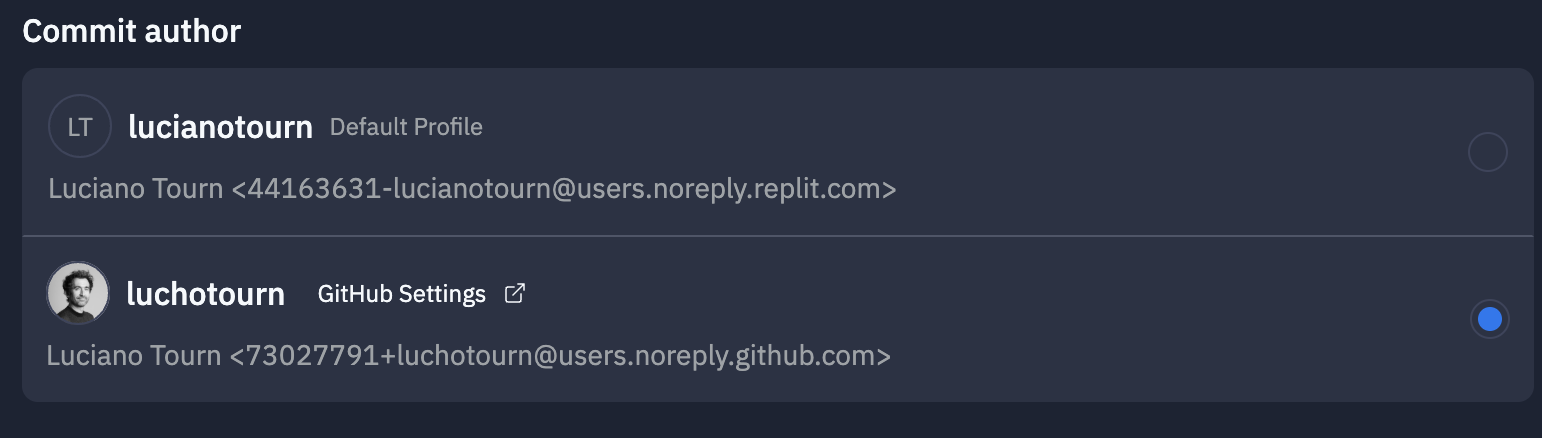 Commit author
LT lucianotourn Default Profile
Luciano Tourn <44163631-lucianotourn@users.noreply.replit.com>
luchotourn GitHub Settings
Luciano Tourn <73027791+luchotourn@users.noreply.github.com>